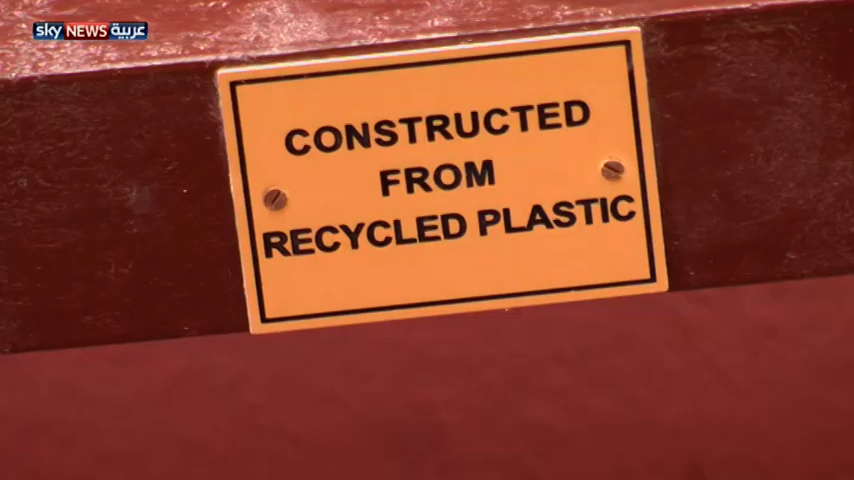 sky NEWS عربية
CONSTRUCTED
FROM
RECYCLED PLASTIC